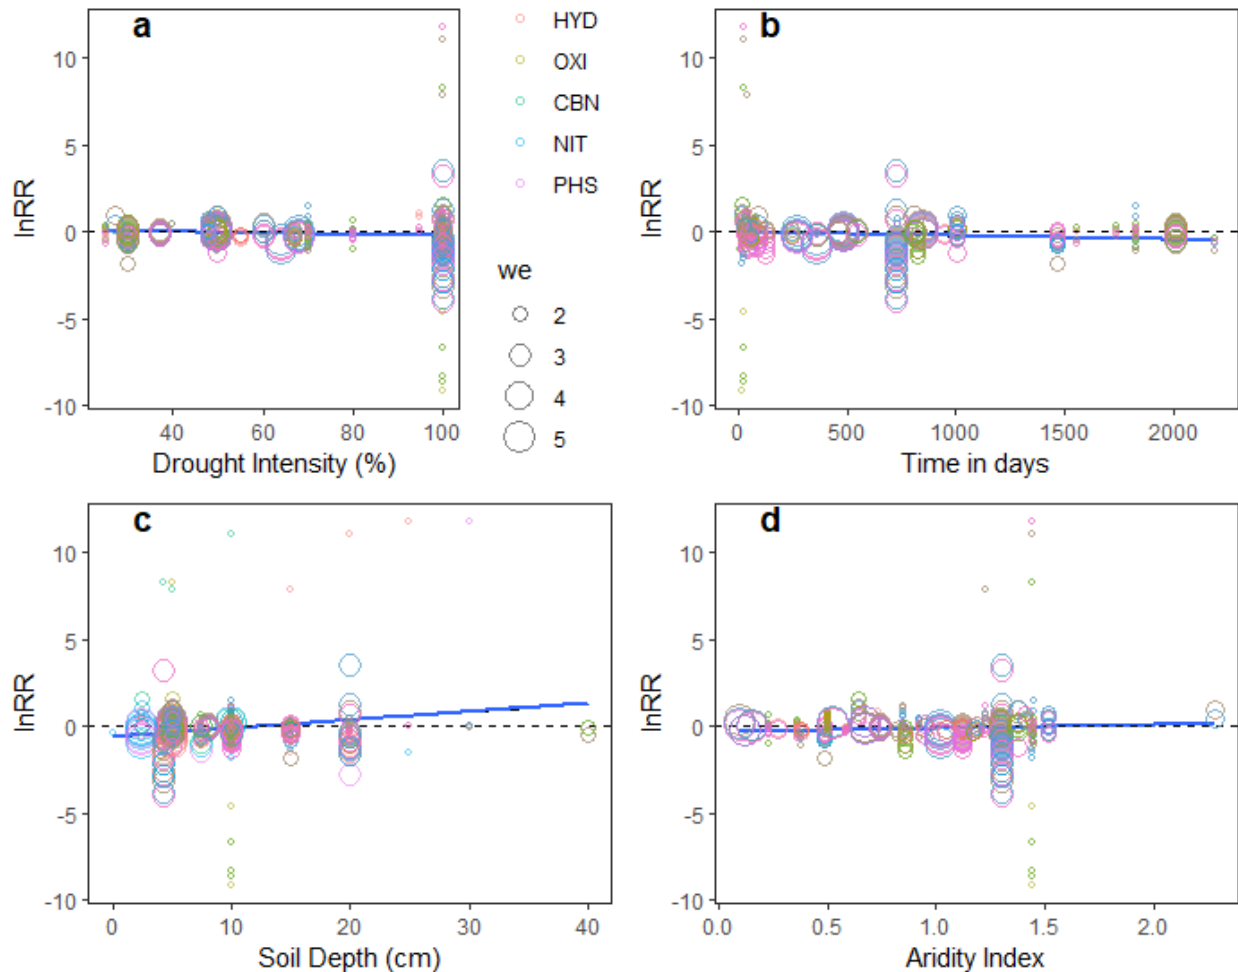 a
lnRR
10
5
0
-5
-10
40
60
80
100
Drought Intensity (%)
HYD
OXI
CBN
NIT
PHS
we
2
3
4
5
b
lnRR
10
5
0
-5
-10
0
500
1000
1500
2000
Time in days
c
lnRR
10
5
0
-5
-10
0
10
20
30
40
Soil Depth (cm)
d
lnRR
10
5
0
-5
-10
0.0
0.5
1.0
1.5
2.0
Aridity Index